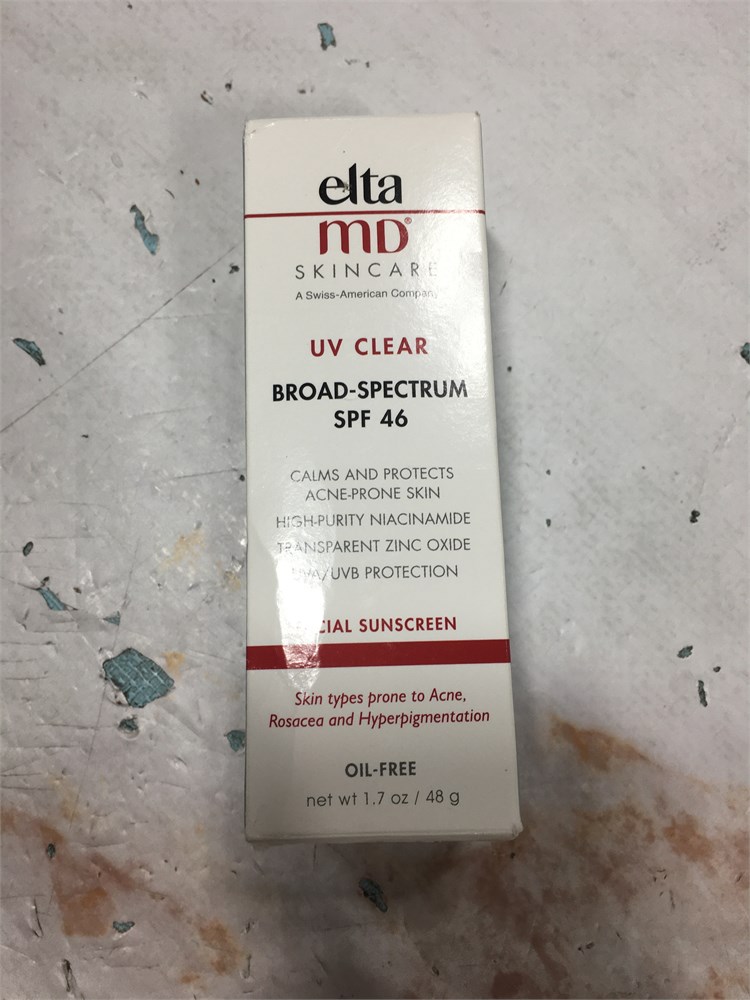 elta
MD®
SKINCARE
A Swiss-American Company
UV CLEAR
BROAD-SPECTRUM
SPF 46
CALMS AND PROTECTS
ACNE-PRONE SKIN
HIGH-PURITY NIACINAMIDE
TRANSPARENT ZINC OXIDE
UVA/UVB PROTECTION
FACIAL SUNSCREEN
Skin types prone to Acne,
Rosacea and Hyperpigmentation
OIL-FREE
net wt 1.7 oz / 48 g